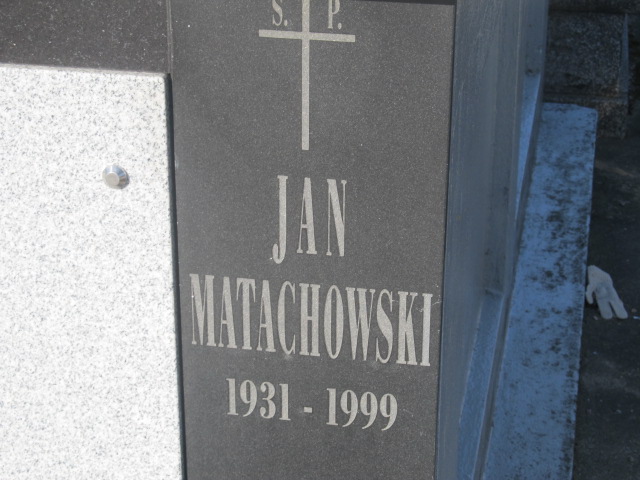 S. P.
JAN
MATACHOWSKI
1931 - 1999